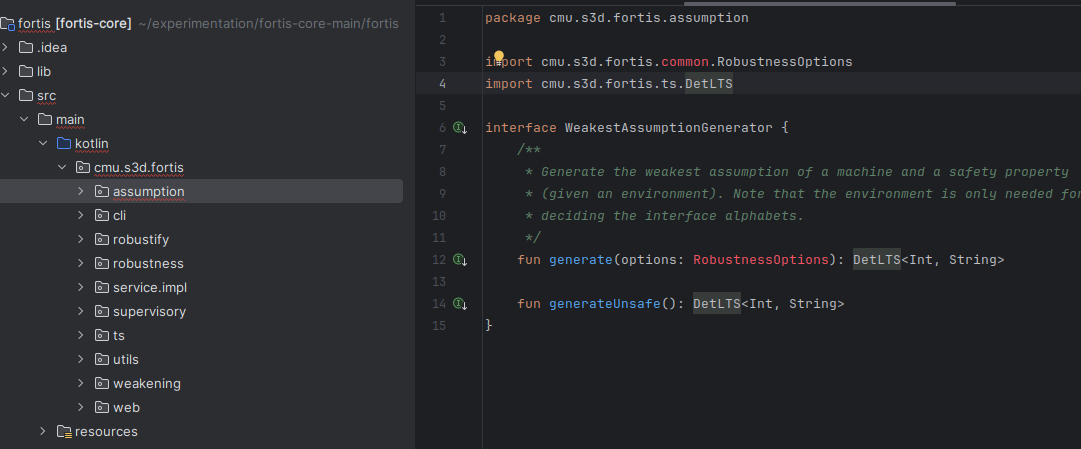 fortis [fortis-core] ~/experimentation/fortis-core-main/fortis
.idea
lib
src
main
kotlin
cmu.s3d.fortis
assumption
cli
robustify
robustness
service.impl
supervisory
ts
utils
weakening
web
resources
1 package cmu.s3d.fortis.assumption
2
3 import cmu.s3d.fortis.common.RobustnessOptions
4 import cmu.s3d.fortis.ts.DetLTS
5
6 interface WeakestAssumptionGenerator {
7 /**
8 * Generate the weakest assumption of a machine and a safety property
9 * (given an environment). Note that the environment is only needed for
10 * deciding the interface alphabets.
11 */
12 fun generate(options: RobustnessOptions): DetLTS<Int, String>
13
14 fun generateUnsafe(): DetLTS<Int, String>
15 }